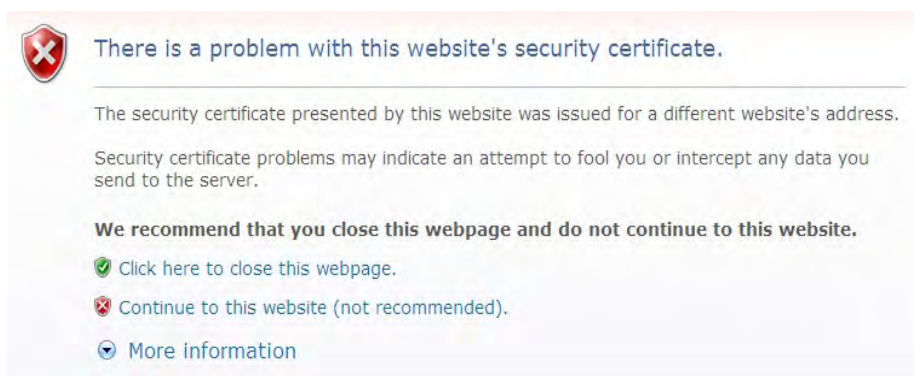 There is a problem with this website's security certificate.
The security certificate presented by this website was issued for a different website's address.
Security certificate problems may indicate an attempt to fool you or intercept any data you
send to the server.
We recommend that you close this webpage and do not continue to this website.
Click here to close this webpage.
Continue to this website (not recommended).
More information